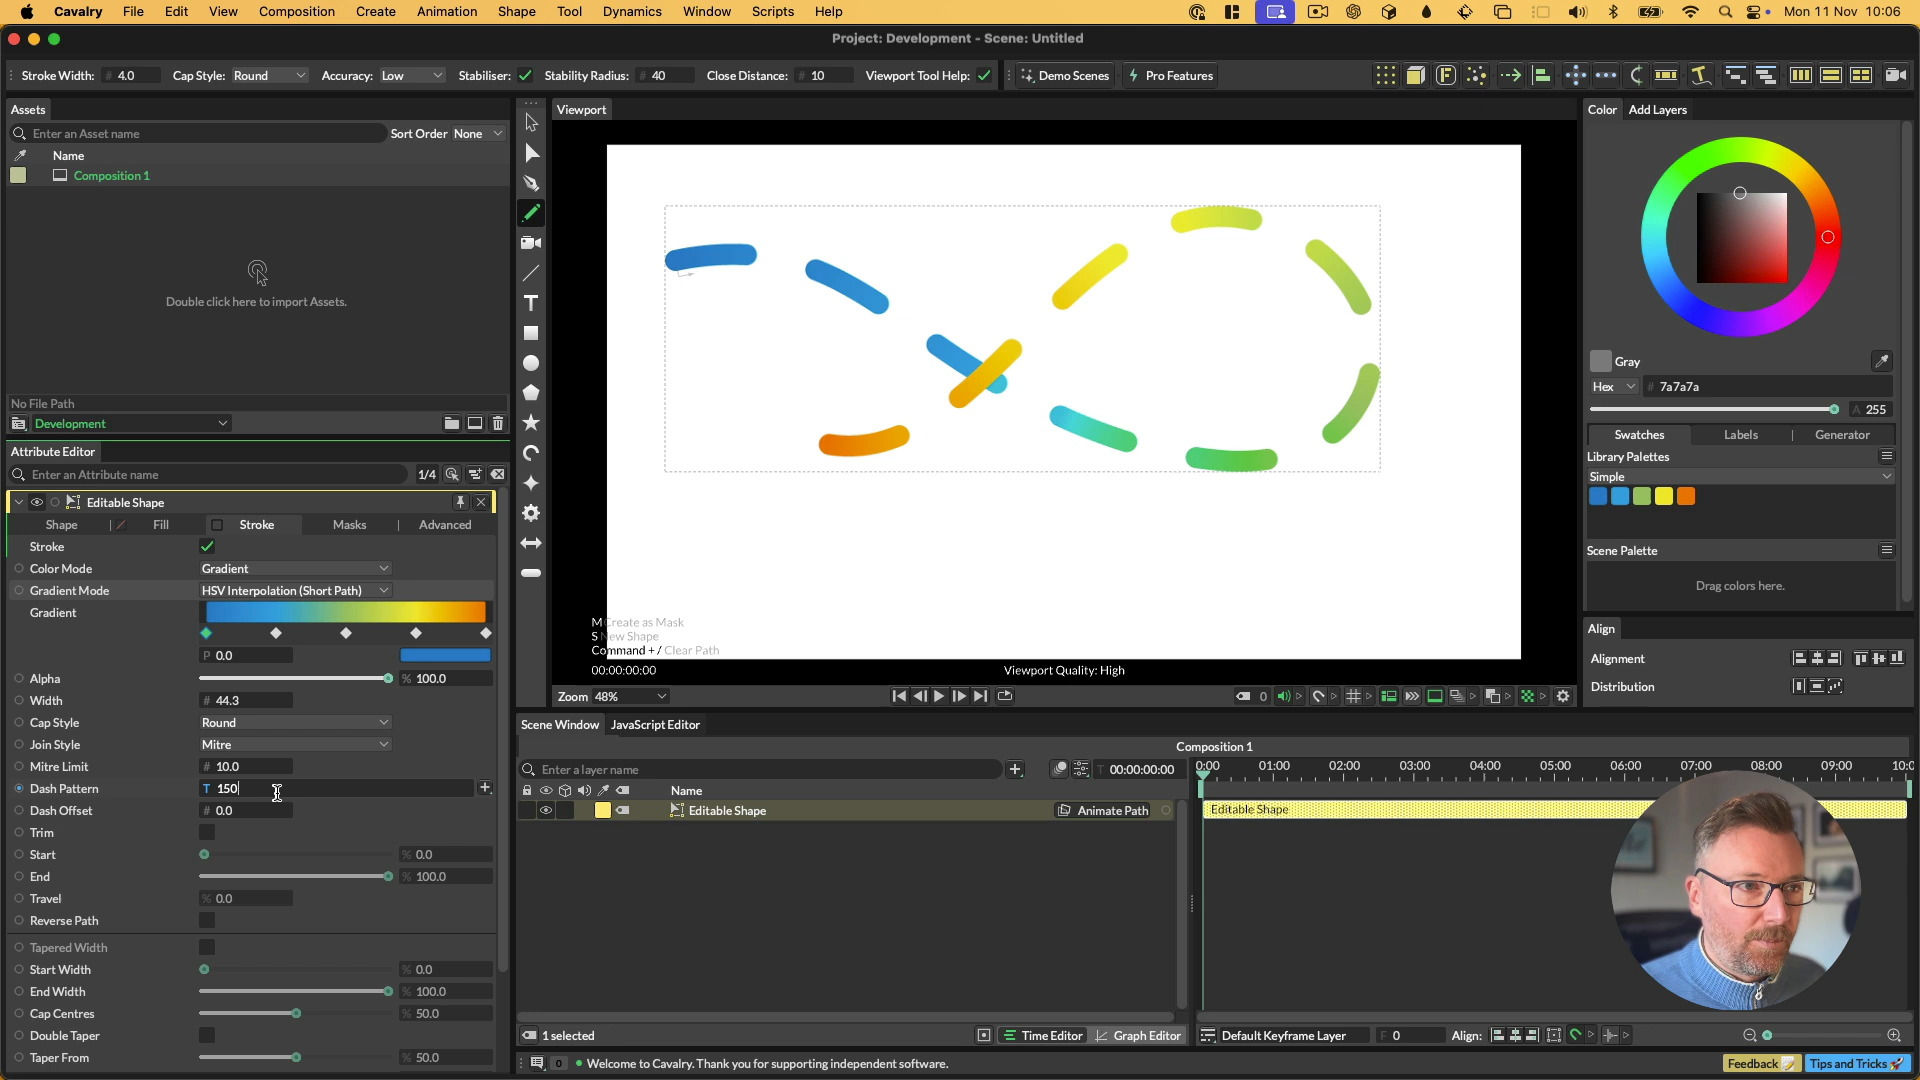 Cavalry File Edit View Composition Create Animation Shape Tool Dynamics Window Scripts Help Mon 11 Nov 10:06
Project: Development - Scene: Untitled
Stroke Width: # 4.0 Cap Style: Round Accuracy: Low Stabiliser: Stability Radius: # 40 Close Distance: # 10 Viewport Tool Help: Demo Scenes Pro Features
Assets
Enter an Asset name Sort Order None
Name
Composition 1
Double click here to import Assets.
No File Path
Development
Attribute Editor
Enter an Attribute name 1/4
Editable Shape
Shape Fill Stroke Masks Advanced
Stroke
Color Mode Gradient
Gradient Mode HSV Interpolation (Short Path)
Gradient
P 0.0
Alpha % 100.0
Width # 44.3
Cap Style Round
Join Style Mitre
Mitre Limit # 10.0
Dash Pattern T 150
Dash Offset # 0.0
Trim
Start % 0.0
End % 100.0
Travel % 0.0
Reverse Path
Tapered Width
Start Width % 0.0
End Width % 100.0
Cap Centres % 50.0
Double Taper
Taper From % 50.0
Viewport
M Create as Mask
S New Shape
Command + / Clear Path
00:00:00:00 Viewport Quality: High
Zoom 48% 0
Scene Window JavaScript Editor
Composition 1
Enter a layer name T 00:00:00:00 0:00 01:00 02:00 03:00 04:00 05:00 06:00 07:00 08:00 09:00 10:0
Name
Editable Shape Animate Path Editable Shape
1 selected Time Editor Graph Editor Default Keyframe Layer F 0 Align:
0 Welcome to Cavalry. Thank you for supporting independent software. Feedback Tips and Tricks
Color Add Layers
Gray
Hex # 7a7a7a
A 255
Swatches Labels Generator
Library Palettes
Simple
Scene Palette
Drag colors here.
Align
Alignment
Distribution